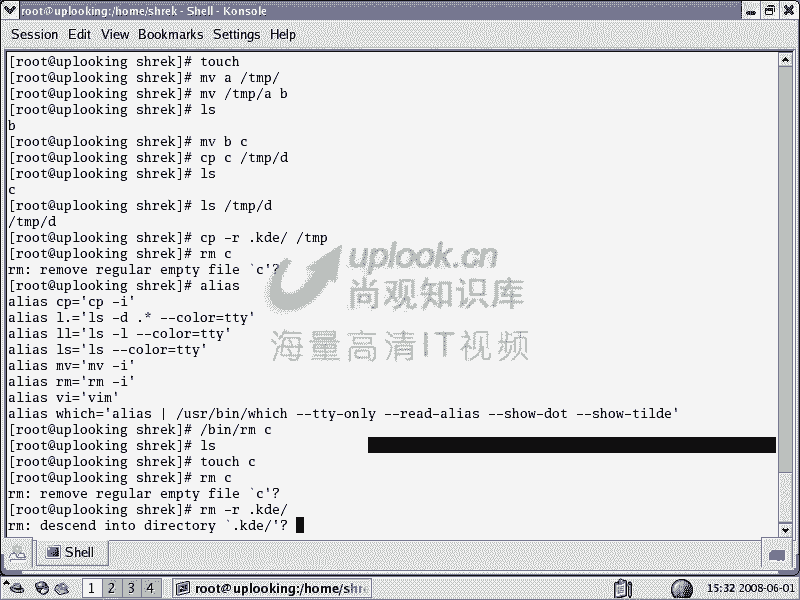 root@uplooking:/home/shrek - Shell - Konsole
Session Edit View Bookmarks Settings Help
[root@uplooking shrek]# touch
[root@uplooking shrek]# mv a /tmp/
[root@uplooking shrek]# mv /tmp/a b
[root@uplooking shrek]# ls
b
[root@uplooking shrek]# mv b c
[root@uplooking shrek]# cp c /tmp/d
[root@uplooking shrek]# ls
c
[root@uplooking shrek]# ls /tmp/d
/tmp/d
[root@uplooking shrek]# cp -r .kde/ /tmp
[root@uplooking shrek]# rm c
rm: remove regular empty file `c'?
[root@uplooking shrek]# alias
alias cp='cp -i'
alias l.='ls -d .* --color=tty'
alias ll='ls -l --color=tty'
alias ls='ls --color=tty'
alias mv='mv -i'
alias rm='rm -i'
alias vi='vim'
alias which='alias | /usr/bin/which --tty-only --read-alias --show-dot --show-tilde'
[root@uplooking shrek]# /bin/rm c
[root@uplooking shrek]# ls
[root@uplooking shrek]# touch c
[root@uplooking shrek]# rm c
rm: remove regular empty file `c'?
[root@uplooking shrek]# rm -r .kde/
rm: descend into directory `.kde/'?
uplook.cn
尚观知识库
海量高清IT视频
Shell
1 2 3 4
root@uplooking:/home/shr
15:32 2008-06-01